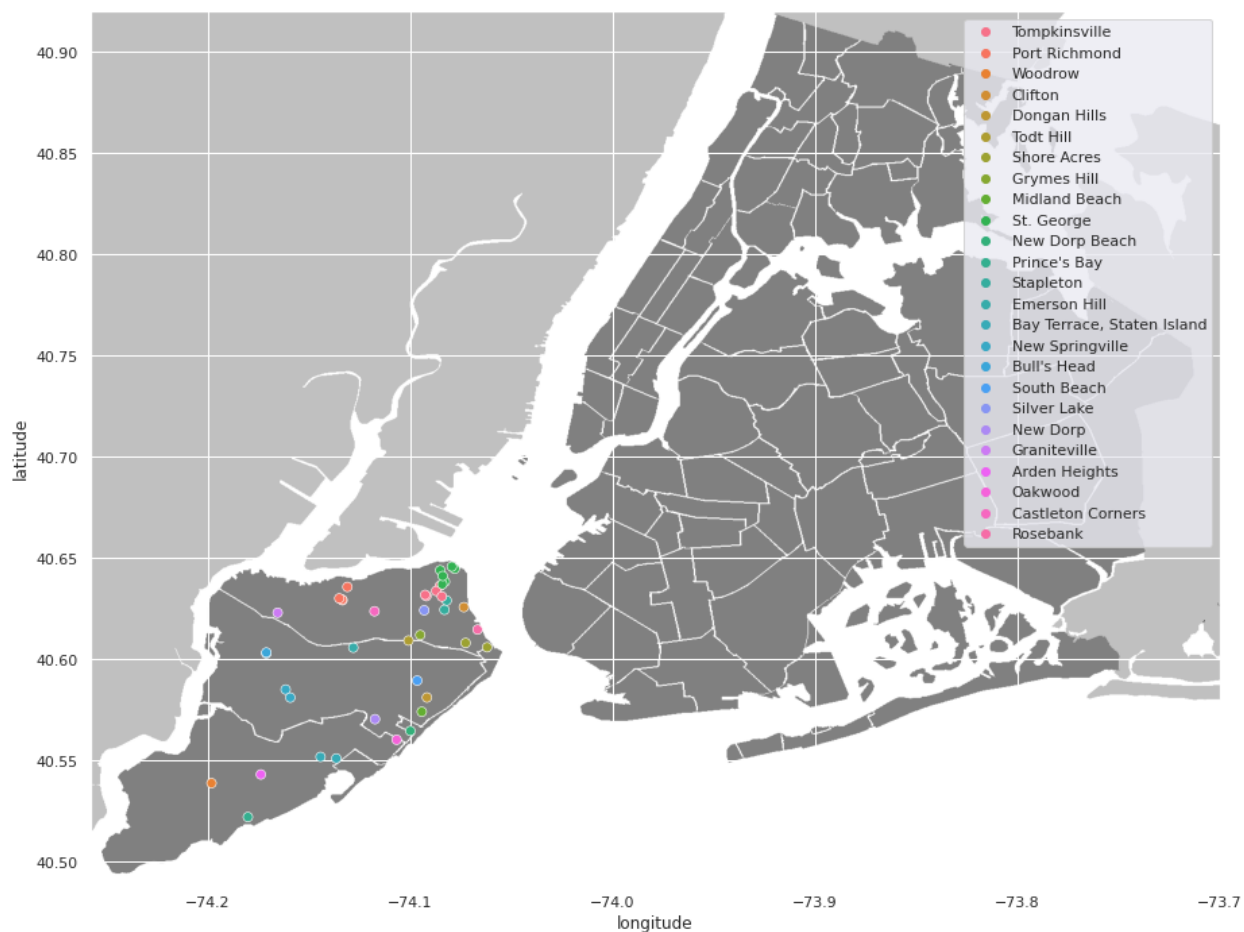 Tompkinsville
Port Richmond
Woodrow
Clifton
Dongan Hills
Todt Hill
Shore Acres
Grymes Hill
Midland Beach
St. George
New Dorp Beach
Prince's Bay
Stapleton
Emerson Hill
Bay Terrace, Staten Island
New Springville
Bull's Head
South Beach
Silver Lake
New Dorp
Graniteville
Arden Heights
Oakwood
Castleton Corners
Rosebank
40.90
40.85
40.80
40.75
40.70
40.65
40.60
40.55
40.50
latitude
−74.2 −74.1 −74.0 −73.9 −73.8 −73.7
longitude